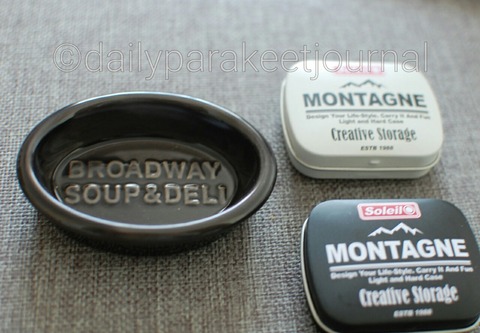 ©dailyparakeetjournal
BROADWAY
SOUP&DELI
Soleil
MONTAGNE
Design Your Life-Style. Carry It And Fun
Light and Hard Case
Creative Storage
ESTB 1986
Soleil
MONTAGNE
Design Your Life-Style. Carry It And Fun
Light and Hard Case
Creative Storage
ESTB 1986